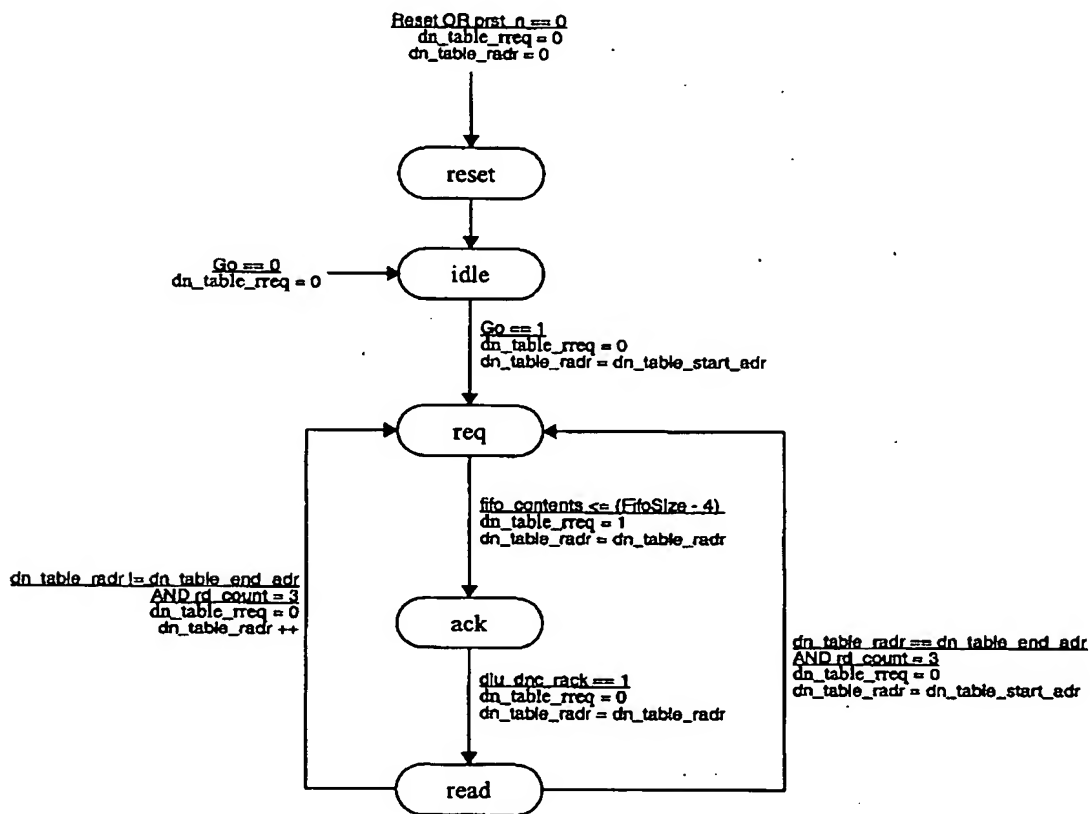 Reset OR prst_n == 0
dn_table_rreq = 0
dn_table_radr = 0
reset
Go == 0
dn_table_rreq = 0
idle
Go == 1
dn_table_rreq = 0
dn_table_radr = dn_table_start_adr
req
fifo_contents <= (FifoSize - 4)
dn_table_rreq = 1
dn_table_radr = dn_table_radr
dn_table_radr != dn_table_end_adr
AND rd_count = 3
dn_table_rreq = 0
dn_table_radr ++
ack
dn_table_radr == dn_table_end_adr
AND rd_count = 3
dn_table_rreq = 0
dn_table_radr = dn_table_start_adr
diu_dnc_rack == 1
dn_table_rreq = 0
dn_table_radr = dn_table_radr
read